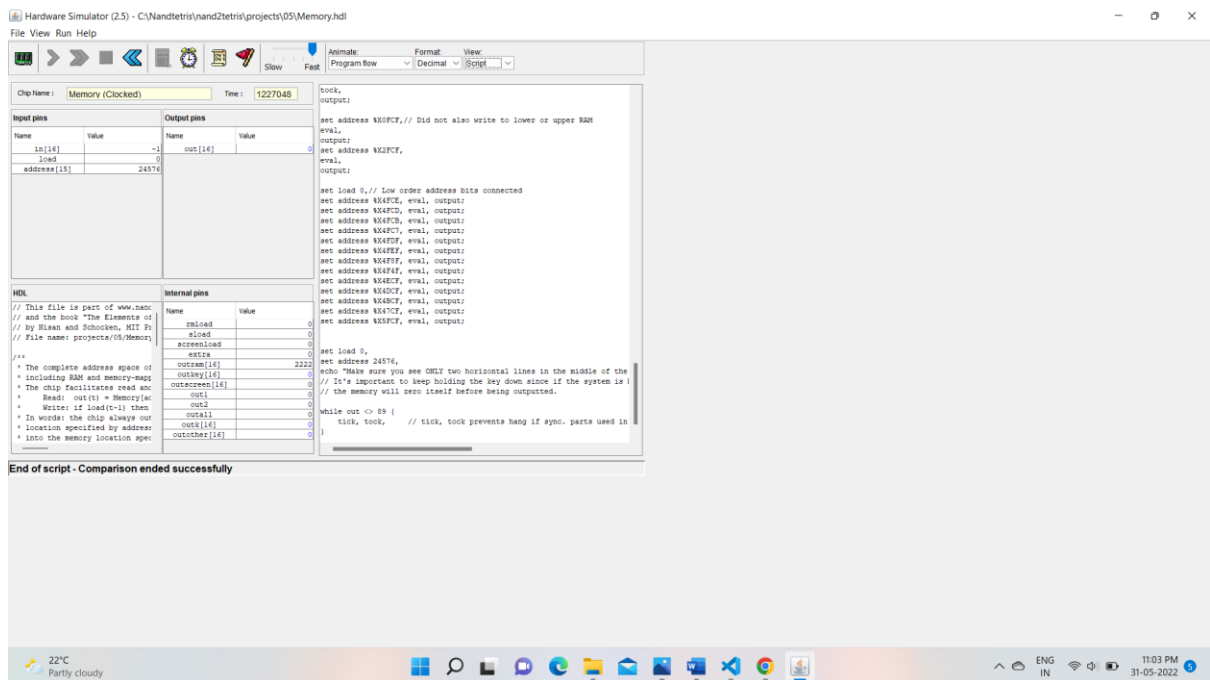 Hardware Simulator (2.5) - C:\Nandtetris\nand2tetris\projects\05\Memory.hdl
File View Run Help
Slow Fast
Animate: Format: View:
Program flow Decimal Script
Chip Name : Memory (Clocked) Time : 1227048
Input pins
Name Value
in[16] -1
load 0
address[15] 24576
Output pins
Name Value
out[16] 0
HDL
// This file is part of www.nand
// and the book "The Elements of
// by Nisan and Schocken, MIT Pr
// File name: projects/05/Memory
/**
* The complete address space of
* including RAM and memory-mapp
* The chip facilitates read and
* Read: out(t) = Memory[ad
* Write: if load(t-1) then
* In words: the chip always out
* location specified by address
* into the memory location spec
Internal pins
Name Value
rmload 0
sload 0
screenload 0
extra 0
outram[16] 2222
outkey[16] 0
outscreen[16] 0
out1 0
out2 0
outall 0
outk[16] 0
outother[16] 0
tock,
output;
set address %X0FCF,// Did not also write to lower or upper RAM
eval,
output;
set address %X2FCF,
eval,
output;
set load 0,// Low order address bits connected
set address %X4FCE, eval, output;
set address %X4FCD, eval, output;
set address %X4FCB, eval, output;
set address %X4FC7, eval, output;
set address %X4FDF, eval, output;
set address %X4FEF, eval, output;
set address %X4F8F, eval, output;
set address %X4F4F, eval, output;
set address %X4ECF, eval, output;
set address %X4DCF, eval, output;
set address %X4BCF, eval, output;
set address %X47CF, eval, output;
set address %X5FCF, eval, output;
set load 0,
set address 24576,
echo "Make sure you see ONLY two horizontal lines in the middle of the
// It's important to keep holding the key down since if the system is
// the memory will zero itself before being outputted.
while out <> 89 {
tick, tock, // tick, tock prevents hang if sync. parts used in
}
End of script - Comparison ended successfully
22°C
Partly cloudy
ENG
IN
11:03 PM
31-05-2022
5